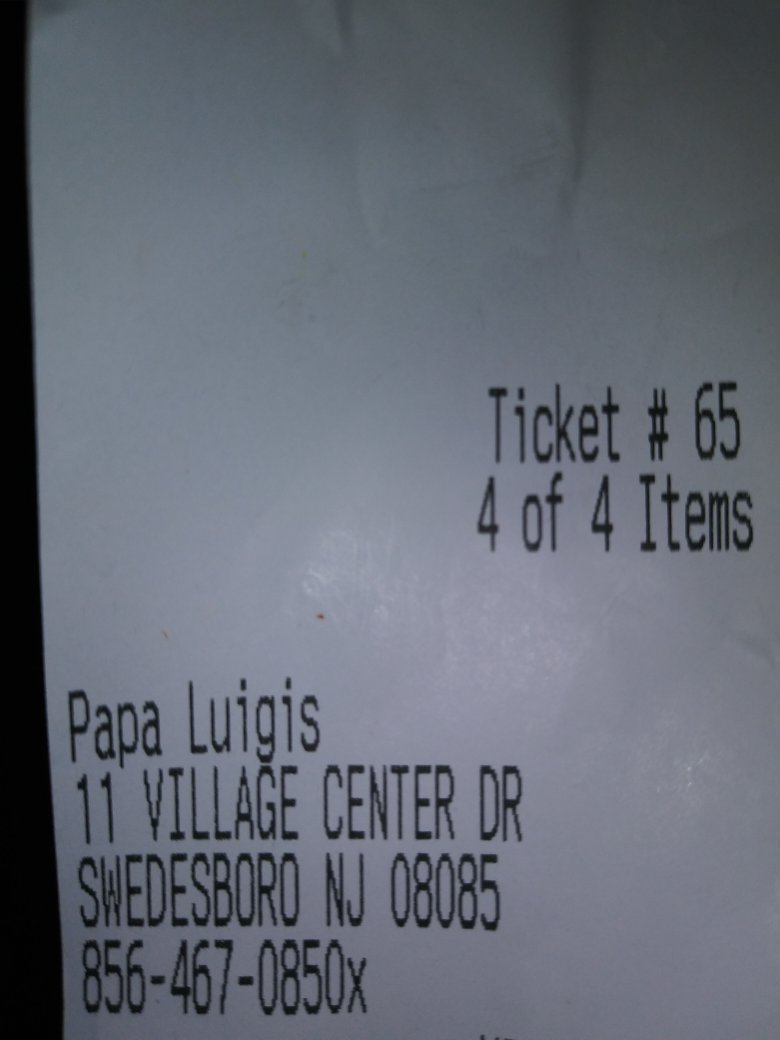 Ticket # 65
4 of 4 Items
Papa Luigis
11 VILLAGE CENTER DR
SWEDESBORO NJ 08085
856-467-0850x